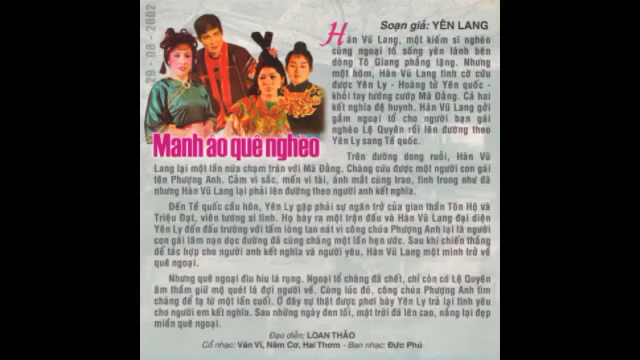 Soạn giả: YÊN LANG
29 - 08 - 2002
Hàn Vũ Lang, một kiếm sĩ nghèo
cùng ngoại tổ sống yên lành bên
dòng Tô Giang phẳng lặng. Nhưng
một hôm, Hàn Vũ Lang tình cờ cứu
được Yên Ly - Hoàng tử Yên quốc -
khỏi tay tướng cướp Mã Đằng. Cả hai
kết nghĩa đệ huynh. Hàn Vũ Lang gởi
gắm ngoại tổ cho người bạn gái
nghèo Lệ Quyên rồi lên đường theo
Yên Ly sang Tề quốc.
Manh áo quê nghèo
Trên đường dong ruổi, Hàn Vũ
Lang lại một lần nữa chạm trán với Mã Đằng. Chàng cứu được một người con gái
tên Phượng Anh. Cảm vì sắc, mến vì tài, ánh mắt cùng trao, tình trong như đã
nhưng Hàn Vũ Lang lại phải lên đường theo người anh kết nghĩa.
Đến Tề quốc cầu hôn, Yên Ly gặp phải sự ngăn trở của gian thần Tôn Hộ và
Triệu Đạt, viên tướng si tình. Họ bày ra một trận đấu và Hàn Vũ Lang đại diện
Yên Ly đến đấu trường với tấm lòng tan nát vì công chúa Phượng Anh lại là người
con gái lâm nạn dọc đường đã cùng chàng một lần hẹn ước. Sau khi chiến thắng
để tác hợp cho người anh kết nghĩa và người yêu, Hàn Vũ Lang một mình trở về
quê ngoại.
Nhưng quê ngoại đìu hiu lá rụng. Ngoại tổ chàng đã chết, chỉ còn cô Lệ Quyên
âm thầm giữ mộ quét lá đợi người về. Cùng lúc đó, công chúa Phượng Anh tìm
chàng để tạ từ một lần cuối. Ở đây sự thật được phơi bày Yên Ly trả lại tình yêu
cho người em kết nghĩa. Sau những ngày đen tối, mặt trời đã lên cao, nắng lại đẹp
miền quê ngoại.
Đạo diễn: LOAN THẢO
Cổ nhạc: Văn Vĩ, Năm Cơ, Hai Thơm - Ban nhạc: Đức Phú